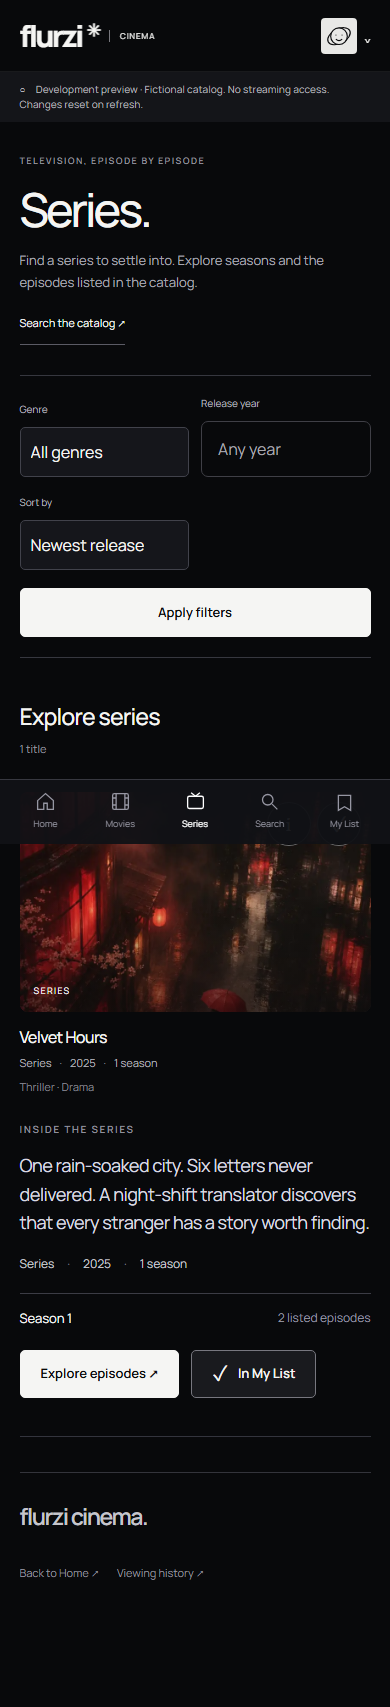 flurzi* | CINEMA
Development preview · Fictional catalog. No streaming access.
Changes reset on refresh.
TELEVISION, EPISODE BY EPISODE
Series.
Find a series to settle into. Explore seasons and the
episodes listed in the catalog.
Search the catalog ↗
Genre
Release year
All genres
Any year
Sort by
Newest release
Apply filters
Explore series
1 title
Home
Movies
Series
Search
My List
SERIES
Velvet Hours
Series · 2025 · 1 season
Thriller · Drama
INSIDE THE SERIES
One rain-soaked city. Six letters never
delivered. A night-shift translator discovers
that every stranger has a story worth finding.
Series · 2025 · 1 season
Season 1
2 listed episodes
Explore episodes ↗
✓ In My List
flurzi cinema.
Back to Home ↗
Viewing history ↗